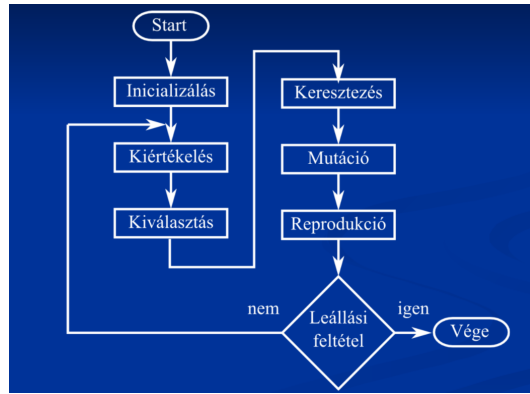 Start
Inicializálás
Kiértékelés
Kiválasztás
Keresztezés
Mutáció
Reprodukció
Leállási
feltétel
nem
igen
Vége